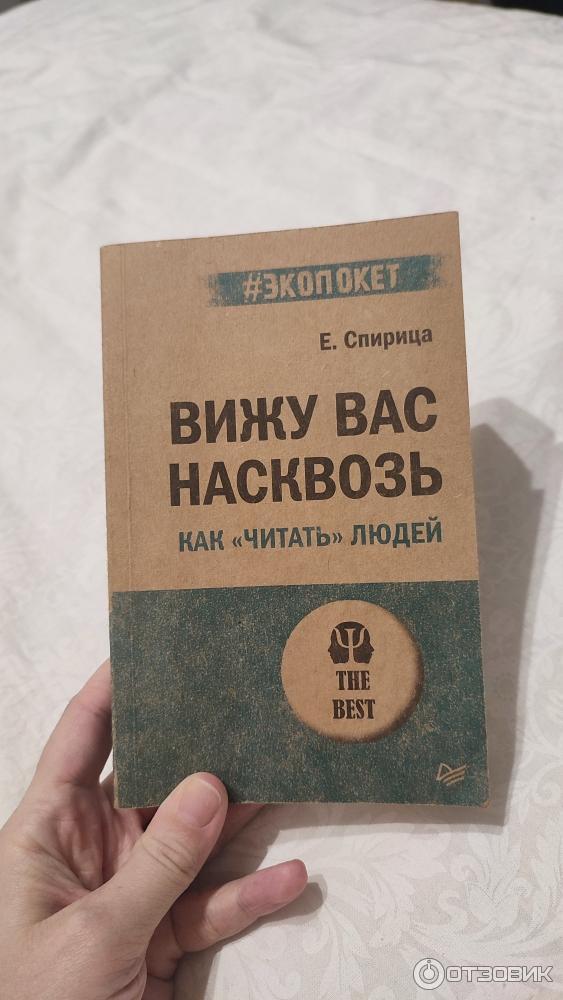 #ЭКОПОКЕТ
Е. Спирица
ВИЖУ ВАС
НАСКВОЗЬ
КАК «ЧИТАТЬ» ЛЮДЕЙ
Ψ
THE
BEST
ОТЗОВИК